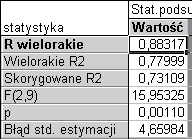 Stat.podsu
statystyka Wartość
R wielorakie 0,88317
Wielorakie R2 0,77999
Skorygowane R2 0,73109
F(2,9) 15,95325
p 0,00110
Błąd std. estymacji 4,65984